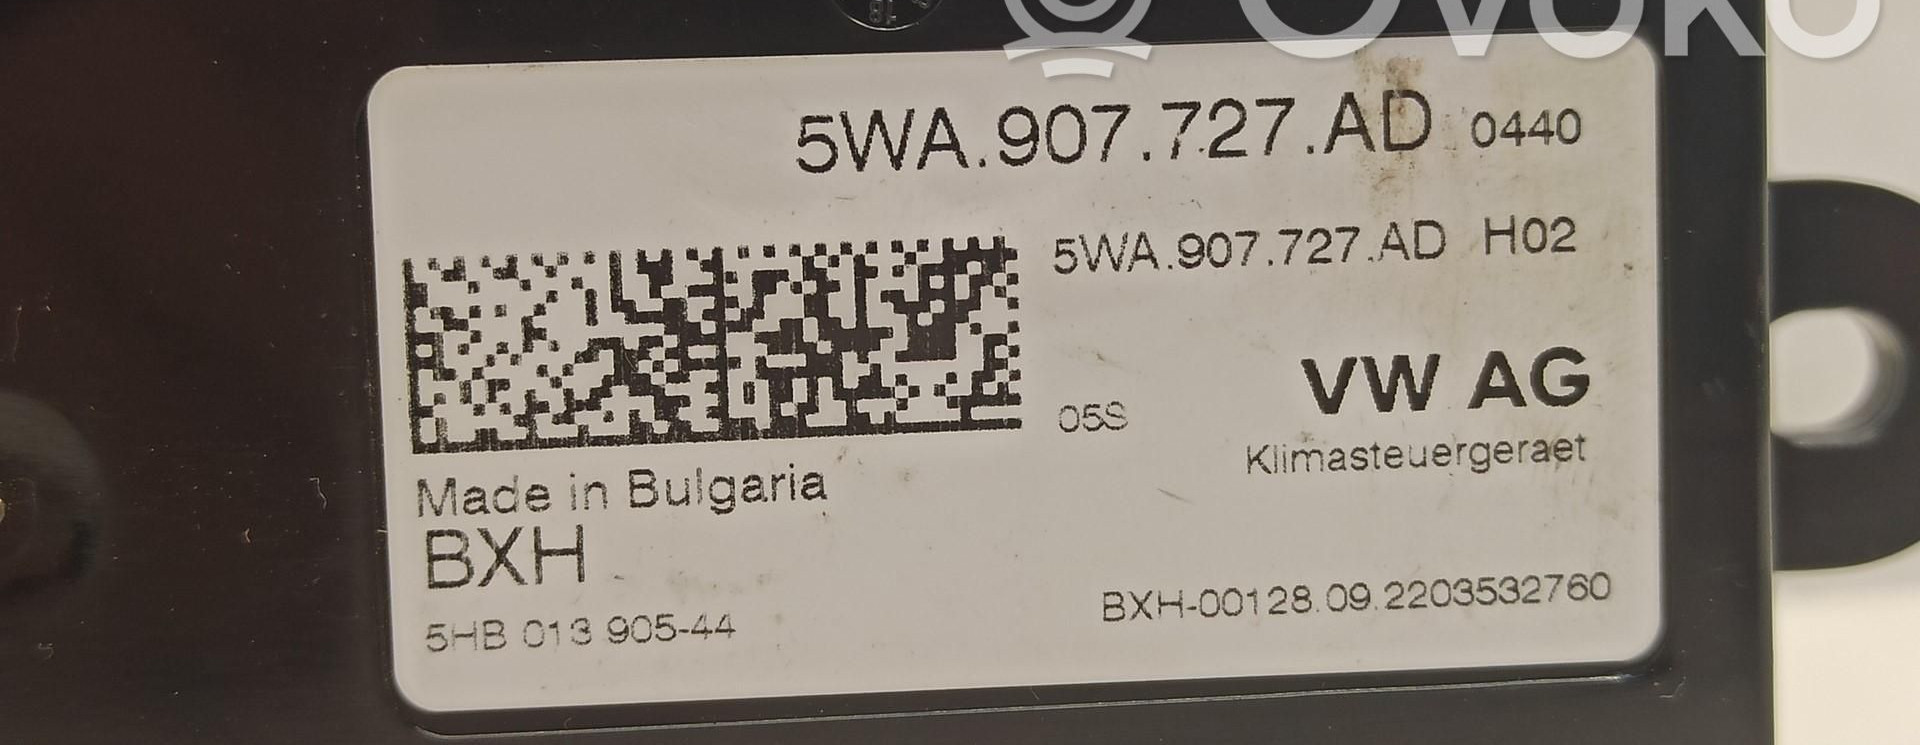 OVOKO
5WA.907.727.AD 0440
5WA.907.727.AD H02
05S
VW AG
Klimasteuergeraet
Made in Bulgaria
BXH
5HB 013 905-44
BXH-00128.09.2203532760